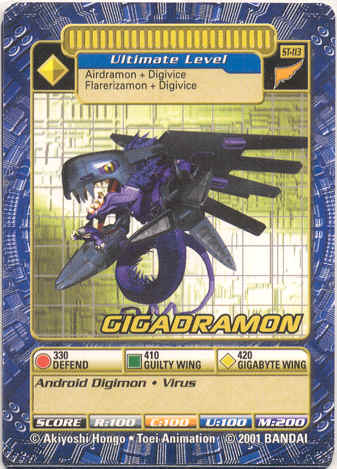 Ultimate Level
ST-113
Airdramon + Digivice
Flarerizamon + Digivice
GIGADRAMON
330 DEFEND
410 GUILTY WING
420 GIGABYTE WING
Android Digimon • Virus
SCORE R:100 C:100 U:100 M:200
© Akiyoshi Hongo • Toei Animation © 2001 BANDAI